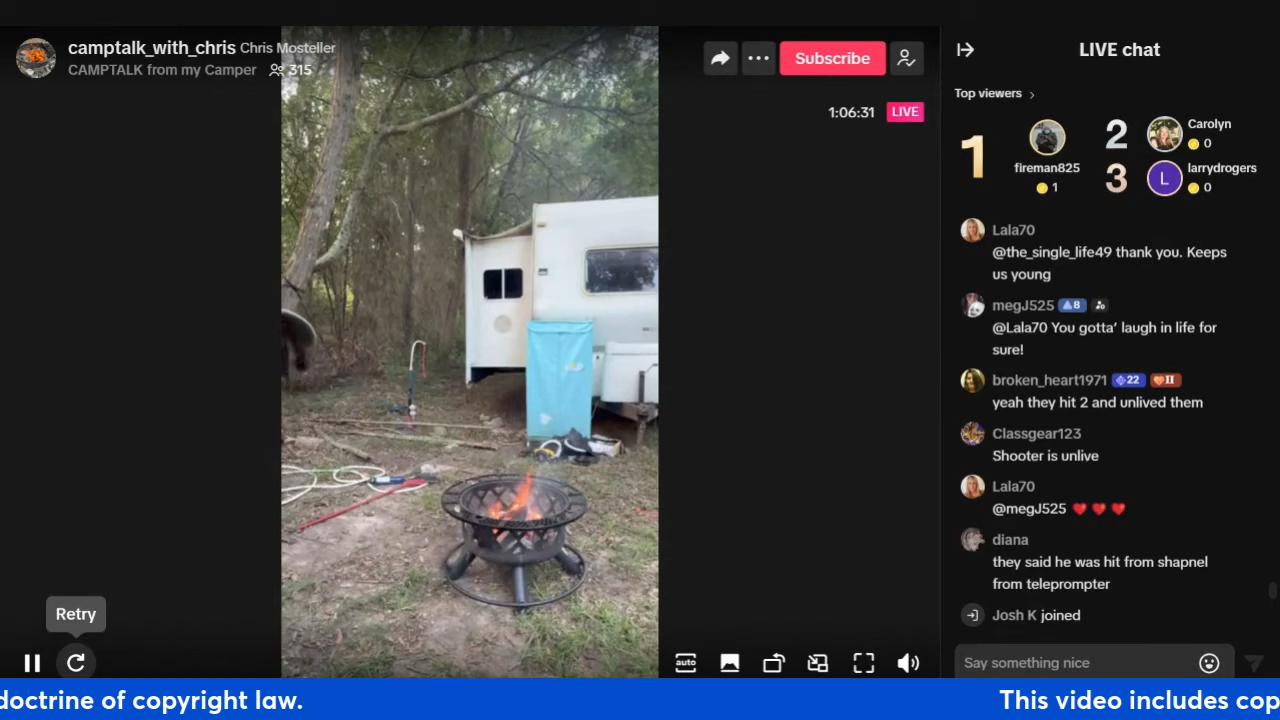 camptalk_with_chris Chris Mosteller
CAMPTALK from my Camper 315
Subscribe
1:06:31 LIVE
LIVE chat
Top viewers
1
fireman825
1
2
Carolyn
0
3
L
larrydrogers
0
Lala70
@the_single_life49 thank you. Keeps
us young
megJ525 8
@Lala70 You gotta’ laugh in life for
sure!
broken_heart1971 22 II
yeah they hit 2 and unlived them
Classgear123
Shooter is unlive
Lala70
@megJ525
diana
they said he was hit from shapnel
from teleprompter
Josh K joined
Say something nice
Retry
auto
doctrine of copyright law.
This video includes cop